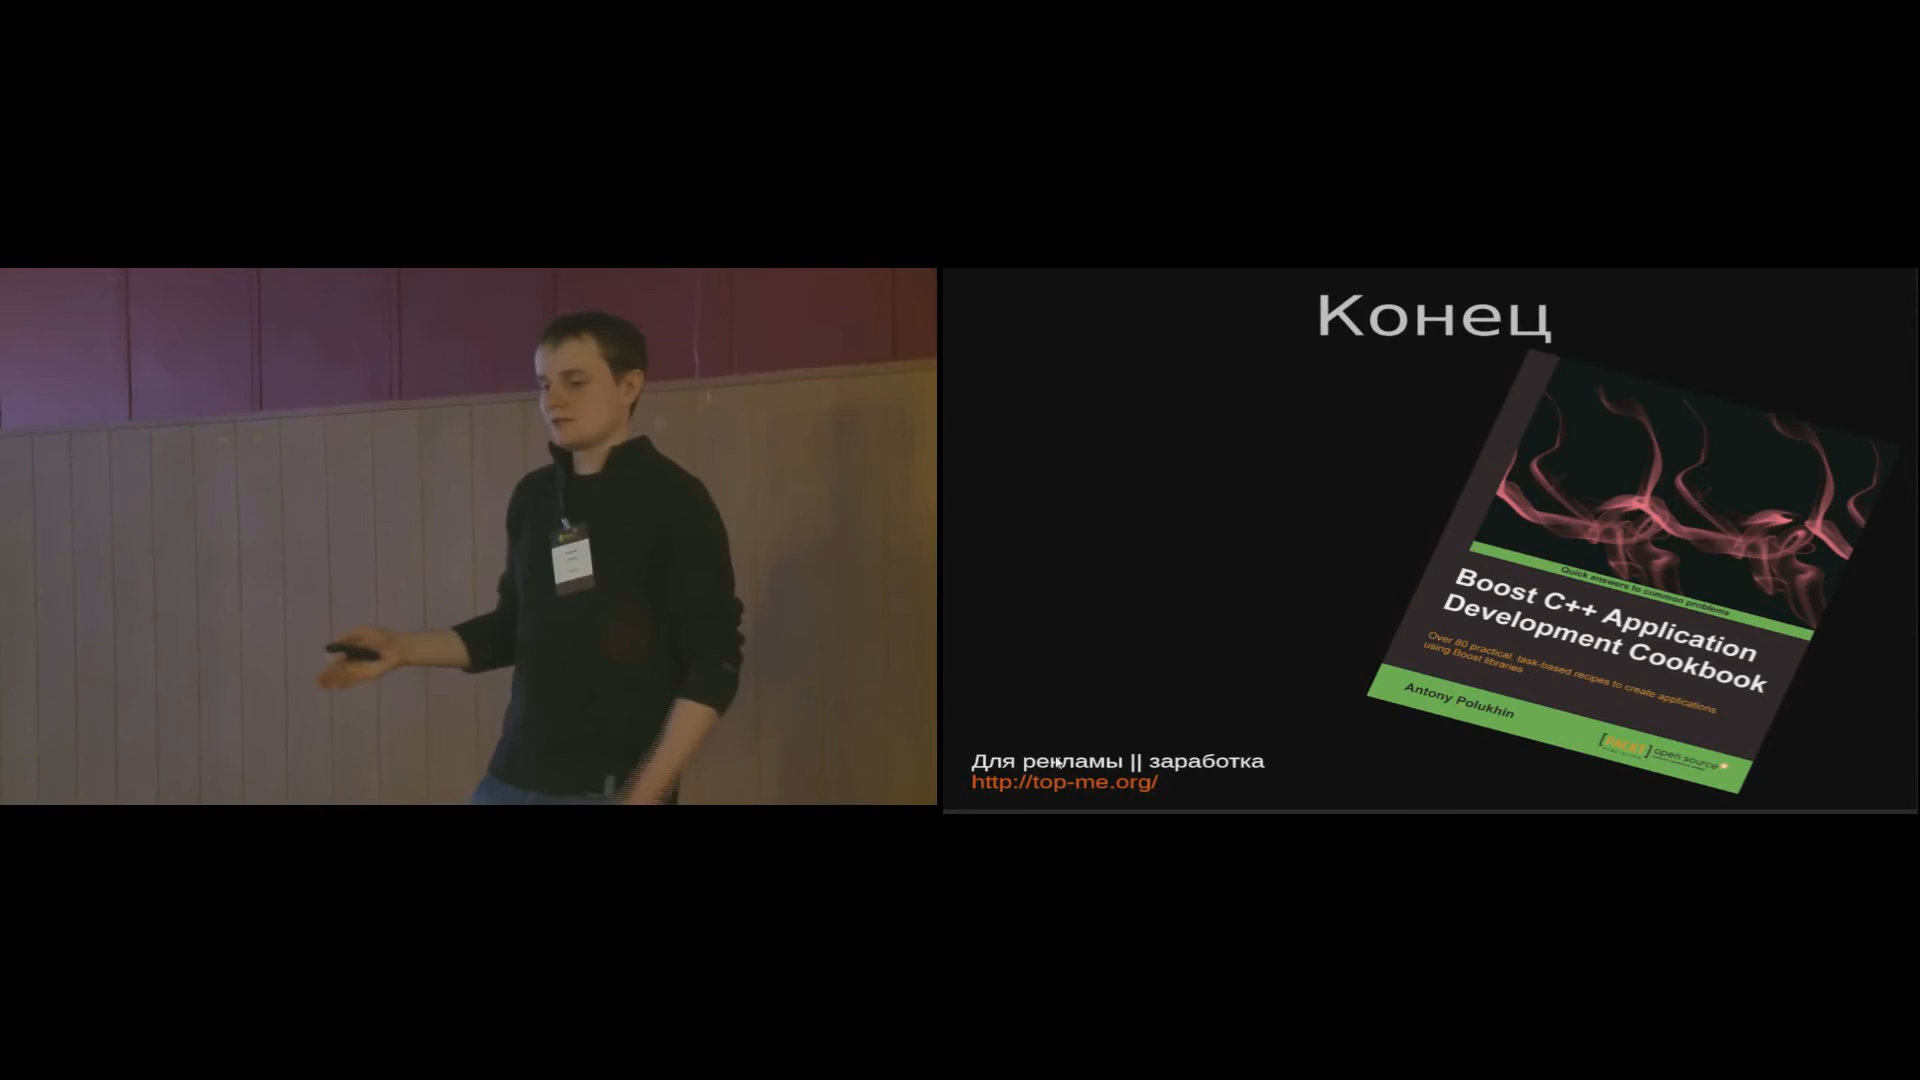 Конец
Quick answers to common problems
Boost C++ Application
Development Cookbook
Over 80 practical, task-based recipes to create applications
using Boost libraries
Antony Polukhin
[PACKT] open source*
Для рекламы || заработка
http://top-me.org/